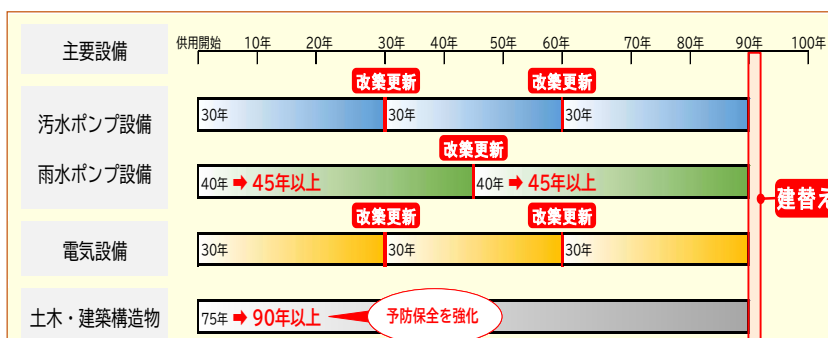 主要設備
供用開始 10年 20年 30年 40年 50年 60年 70年 80年 90年 100年
改築更新 改築更新
汚水ポンプ設備
30年 30年 30年
改築更新
雨水ポンプ設備
40年 ➡ 45年以上 40年 ➡ 45年以上
建替え
改築更新 改築更新
電気設備
30年 30年 30年
土木・建築構造物
75年 ➡ 90年以上 予防保全を強化